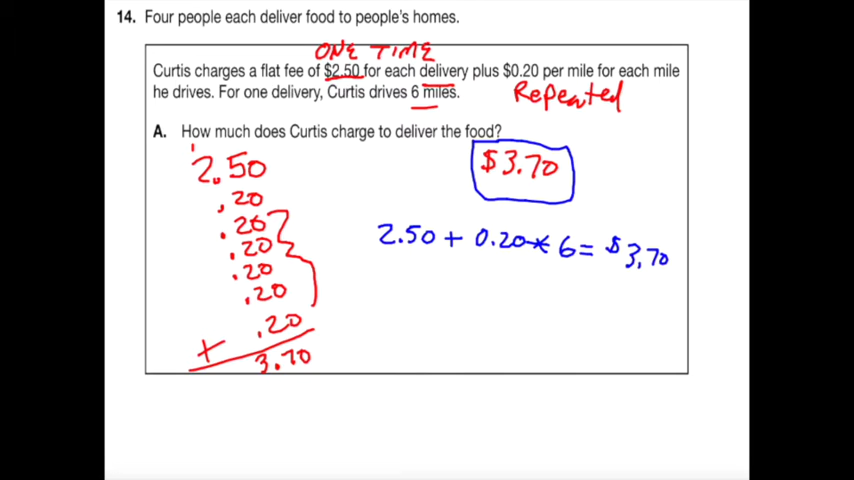 14. Four people each deliver food to people's homes.
ONE TIME
Curtis charges a flat fee of $2.50 for each delivery plus $0.20 per mile for each mile
he drives. For one delivery, Curtis drives 6 miles.
Repeated
A. How much does Curtis charge to deliver the food?
$3.70
1
2.50
.20
.20
.20
.20
.20
+ .20
3.70
2.50 + 0.20 * 6 = $3.70